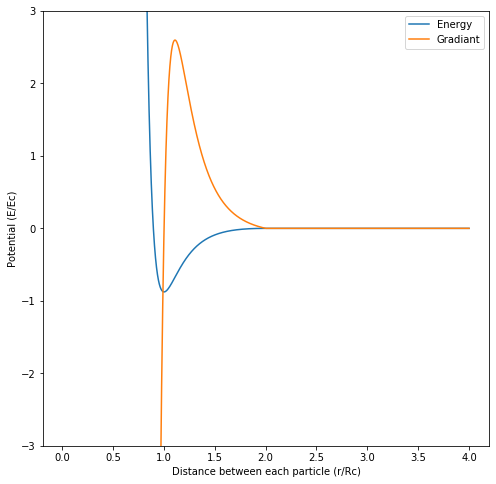 Energy
Gradiant
Potential (E/Ec)
3
2
1
0
−1
−2
−3
0.0 0.5 1.0 1.5 2.0 2.5 3.0 3.5 4.0
Distance between each particle (r/Rc)